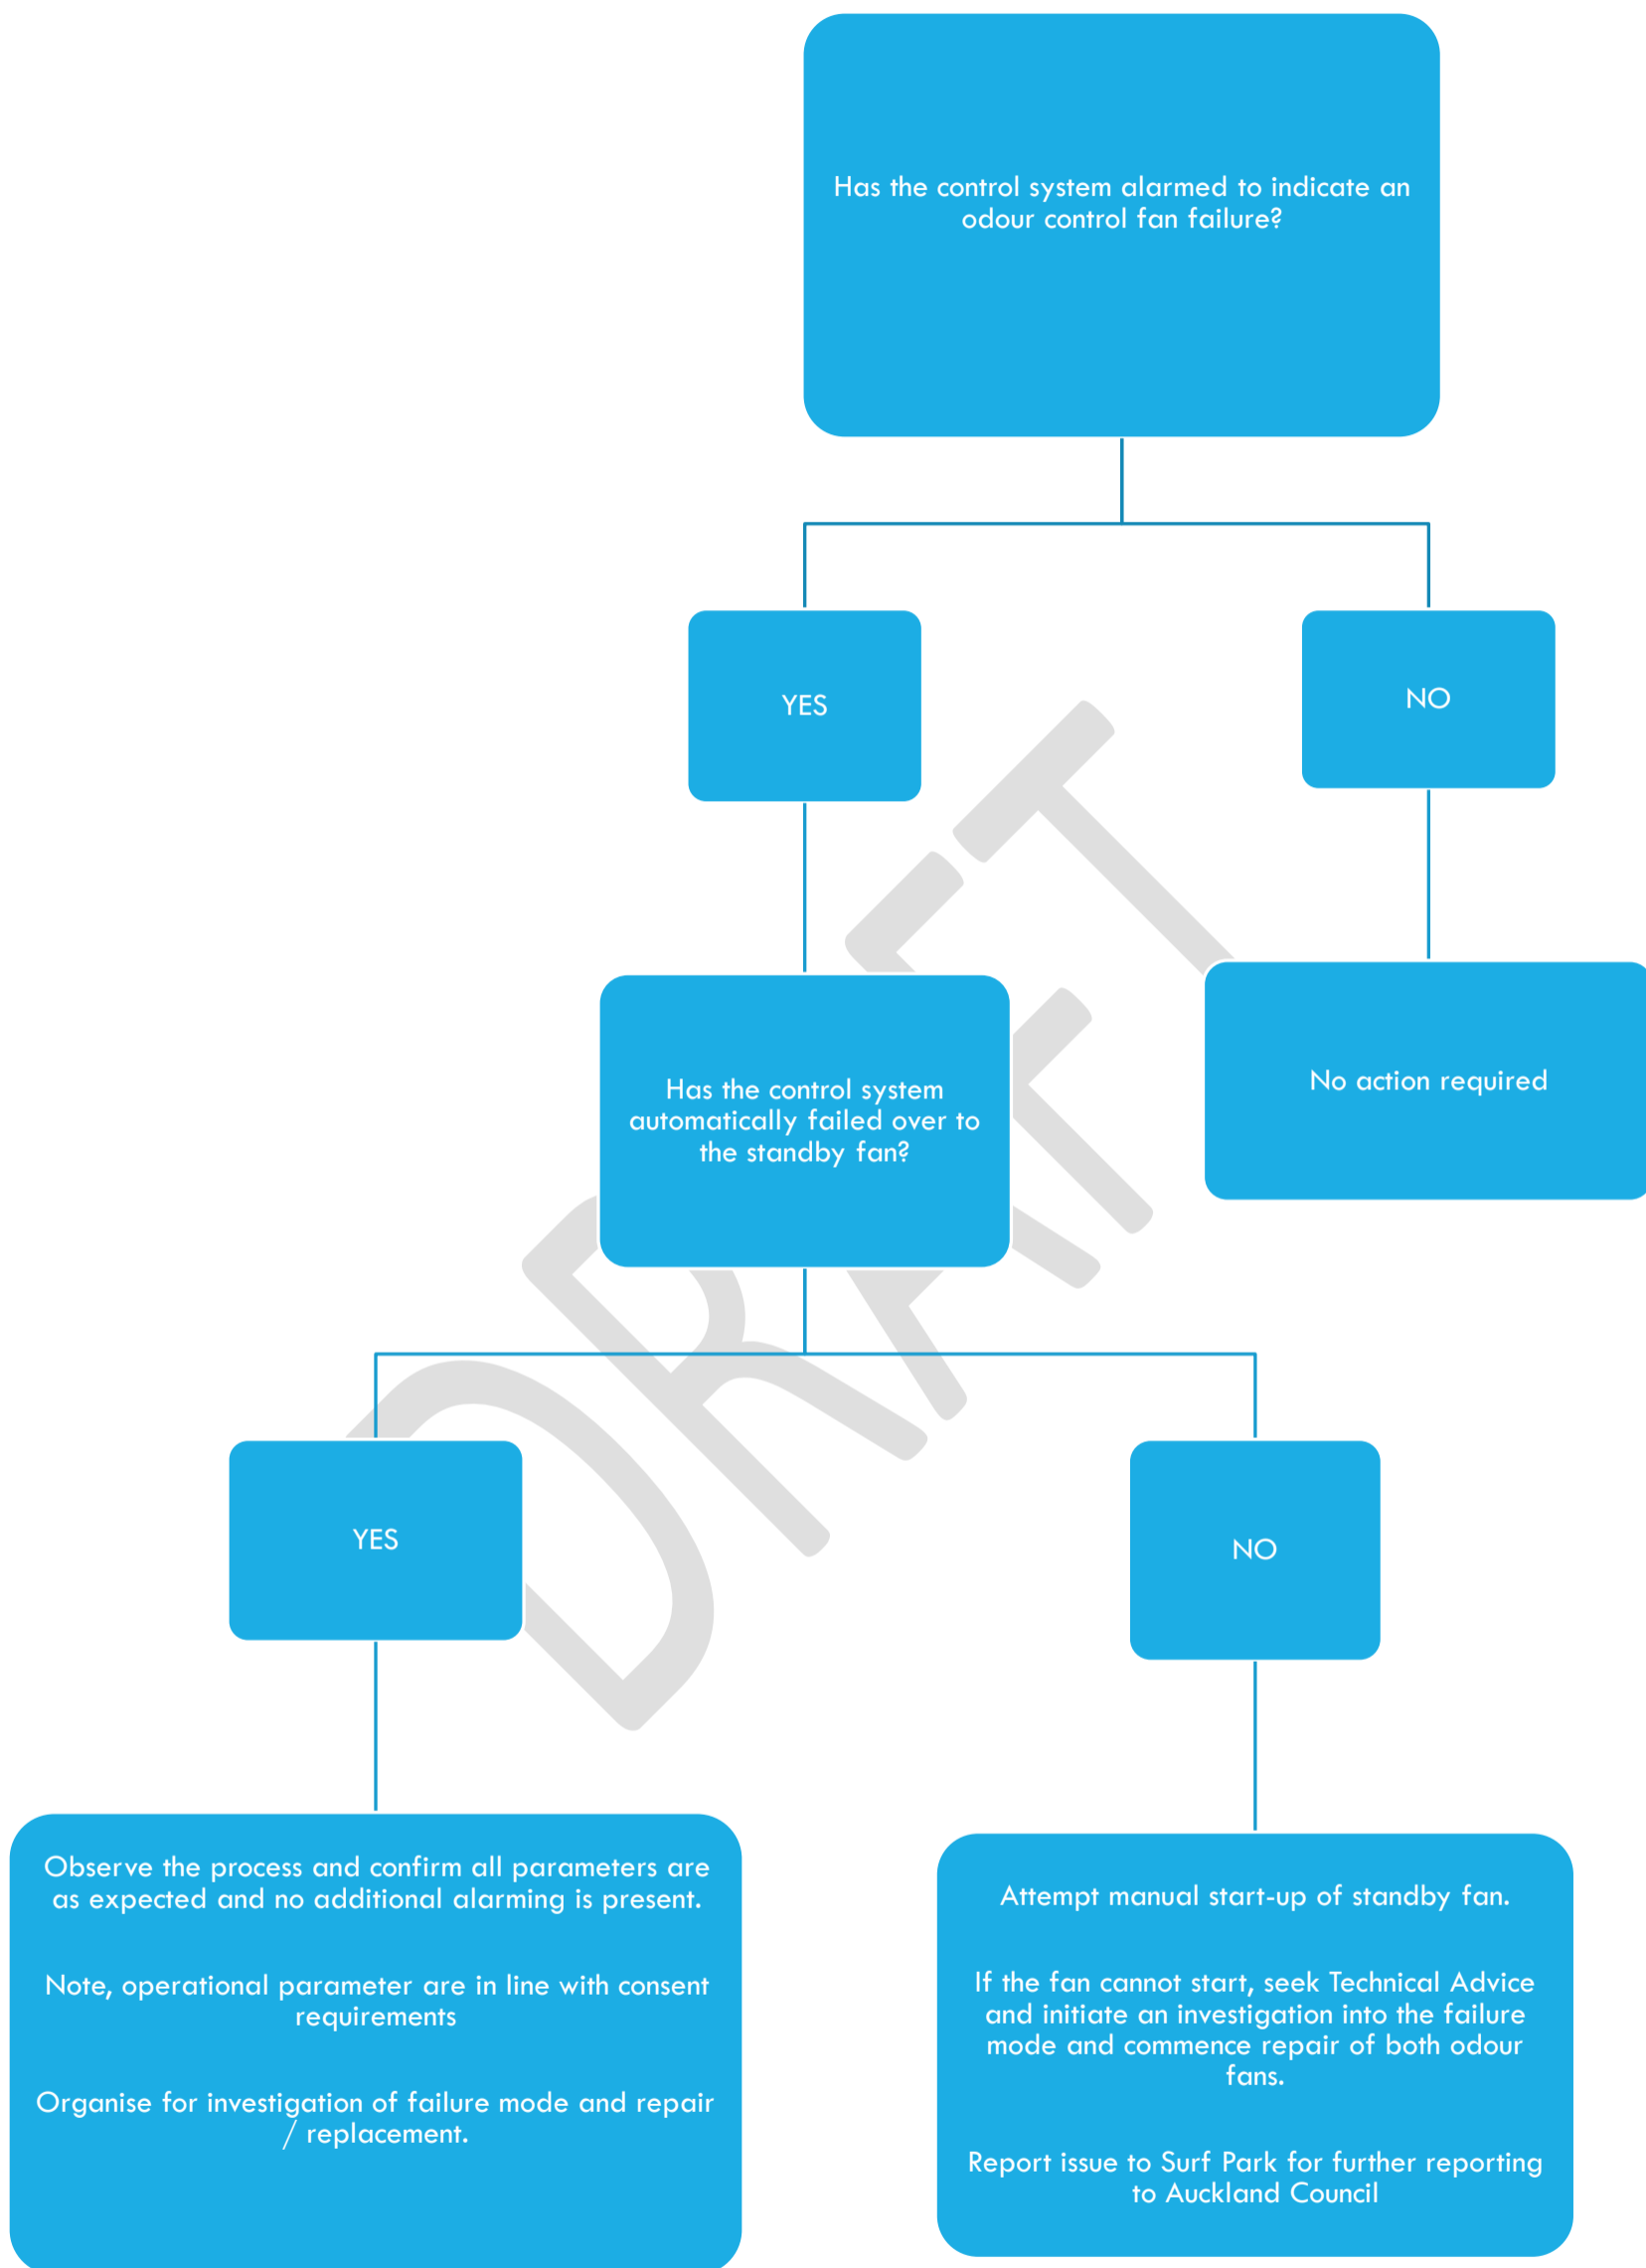 Has the control system alarmed to indicate an
odour control fan failure?
YES
NO
DRAFT
Has the control system
automatically failed over to
the standby fan?
No action required
YES
NO
Observe the process and confirm all parameters are
as expected and no additional alarming is present.
Note, operational parameter are in line with consent
requirements
Organise for investigation of failure mode and repair
/ replacement.
Attempt manual start-up of standby fan.
If the fan cannot start, seek Technical Advice
and initiate an investigation into the failure
mode and commence repair of both odour
fans.
Report issue to Surf Park for further reporting
to Auckland Council